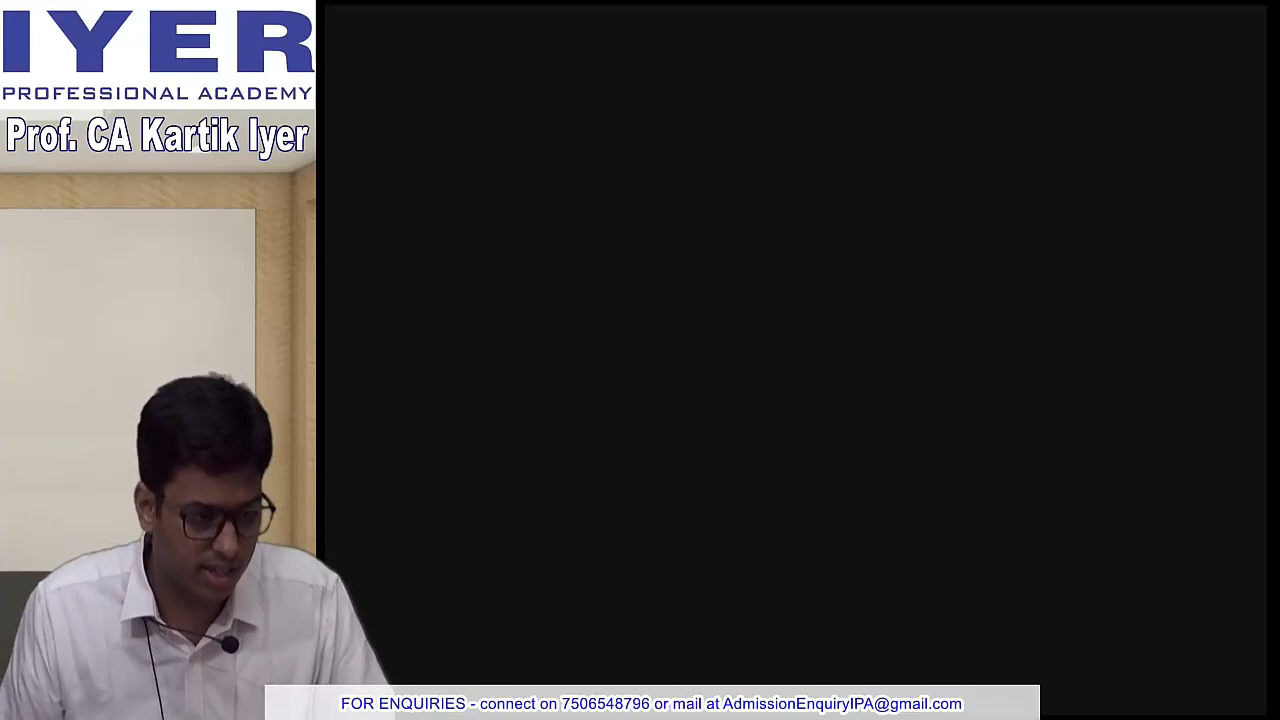 IYER
PROFESSIONAL ACADEMY
Prof. CA Kartik Iyer
FOR ENQUIRIES - connect on 7506548796 or mail at AdmissionEnquiryIPA@gmail.com